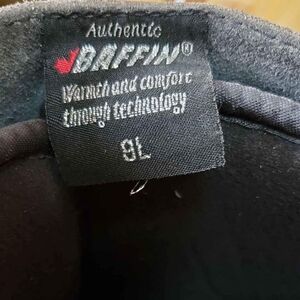 Authentic
BAFFIN®
Warmth and comfort
through technology
9L